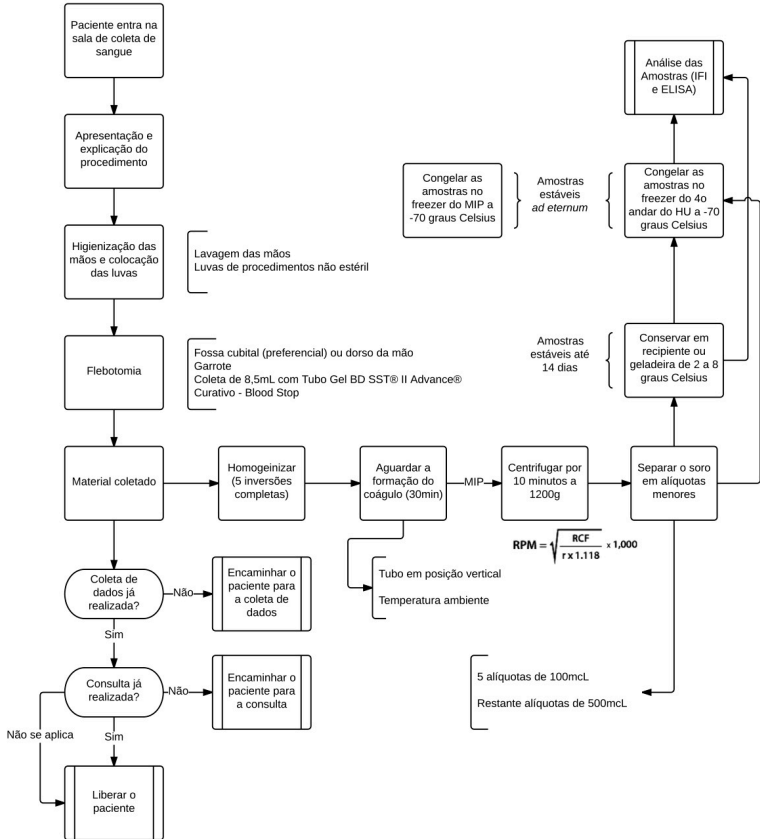 Paciente entra na
sala de coleta de
sangue
Apresentação e
explicação do
procedimento
Higienização das
mãos e colocação
das luvas
Lavagem das mãos
Luvas de procedimentos não estéril
Flebotomia
Fossa cubital (preferencial) ou dorso da mão
Garrote
Coleta de 8,5mL com Tubo Gel BD SST® II Advance®
Curativo - Blood Stop
Material coletado
Homogeinizar
(5 inversões
completas)
Aguardar a
formação do
coágulo (30min)
MIP
Centrifugar por
10 minutos a
1200g
Separar o soro
em alíquotas
menores
RPM = √ RCF / r x 1.118 x 1,000
Tubo em posição vertical
Temperatura ambiente
5 alíquotas de 100mcL
Restante alíquotas de 500mcL
Amostras
estáveis até
14 dias
Conservar em
recipiente ou
geladeira de 2 a 8
graus Celsius
Congelar as
amostras no
freezer do MIP a
-70 graus Celsius
Amostras
estáveis
ad eternum
Congelar as
amostras no
freezer do 4o
andar do HU a -70
graus Celsius
Análise das
Amostras (IFI
e ELISA)
Coleta de
dados já
realizada?
Não
Encaminhar o
paciente para
a coleta de
dados
Sim
Consulta já
realizada?
Não
Encaminhar o
paciente para
a consulta
Não se aplica
Sim
Liberar o
paciente